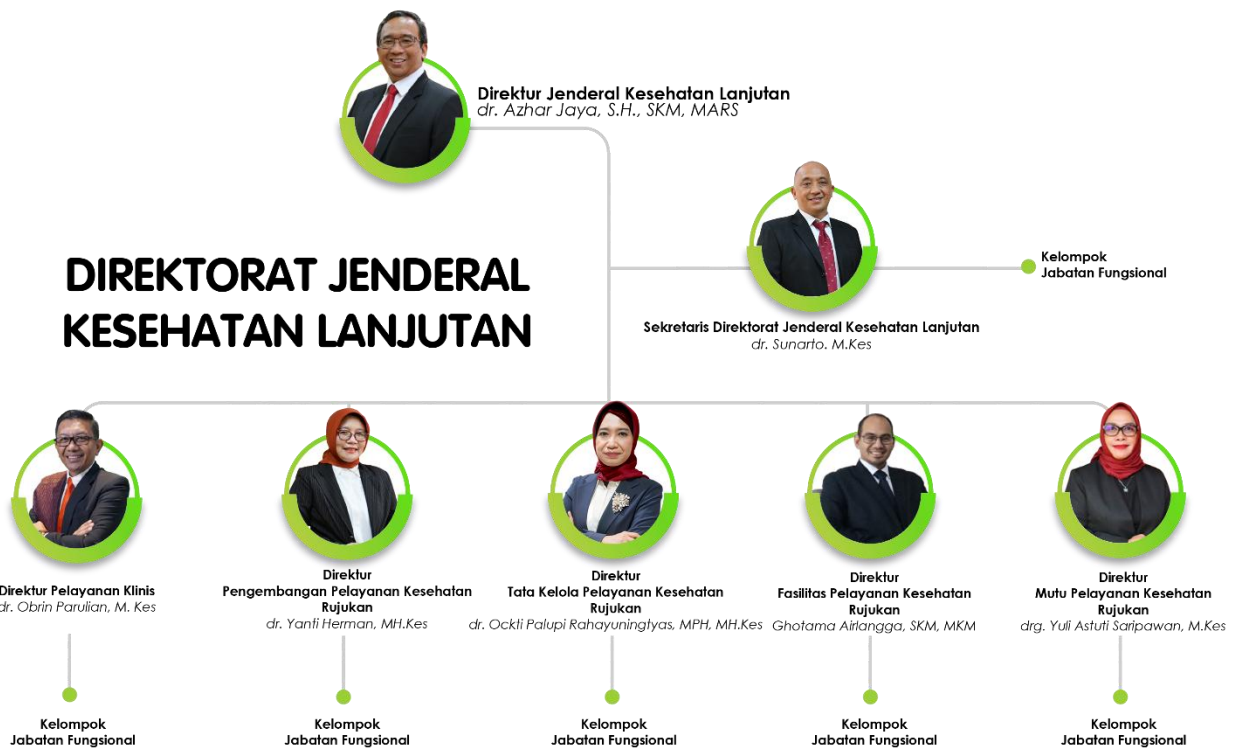 Direktur Jenderal Kesehatan Lanjutan
dr. Azhar Jaya, S.H., SKM, MARS
DIREKTORAT JENDERAL
KESEHATAN LANJUTAN
Kelompok
Jabatan Fungsional
Sekretaris Direktorat Jenderal Kesehatan Lanjutan
dr. Sunarto. M.Kes
Direktur Pelayanan Klinis
dr. Obrin Parulian, M. Kes
Direktur
Pengembangan Pelayanan Kesehatan
Rujukan
dr. Yanti Herman, MH.Kes
Direktur
Tata Kelola Pelayanan Kesehatan
Rujukan
dr. Ockti Palupi Rahayuningtyas, MPH, MH.Kes
Direktur
Fasilitas Pelayanan Kesehatan
Rujukan
Ghotama Airlangga, SKM, MKM
Direktur
Mutu Pelayanan Kesehatan
Rujukan
drg. Yuli Astuti Saripawan, M.Kes
Kelompok
Jabatan Fungsional
Kelompok
Jabatan Fungsional
Kelompok
Jabatan Fungsional
Kelompok
Jabatan Fungsional
Kelompok
Jabatan Fungsional